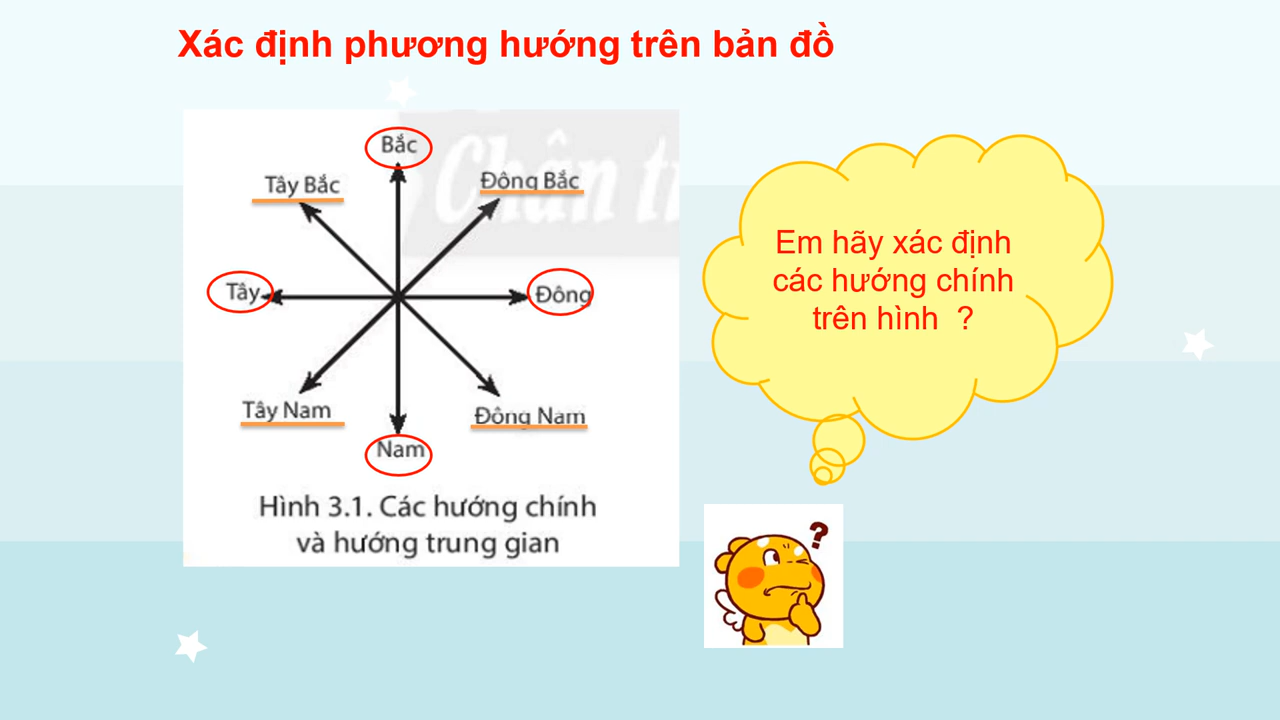 Xác định phương hướng trên bản đồ
Chân tr
Bắc
Tây Bắc
Đông Bắc
Tây
Đông
Tây Nam
Đông Nam
Nam
Hình 3.1. Các hướng chính
và hướng trung gian
Em hãy xác định
các hướng chính
trên hình ?
?